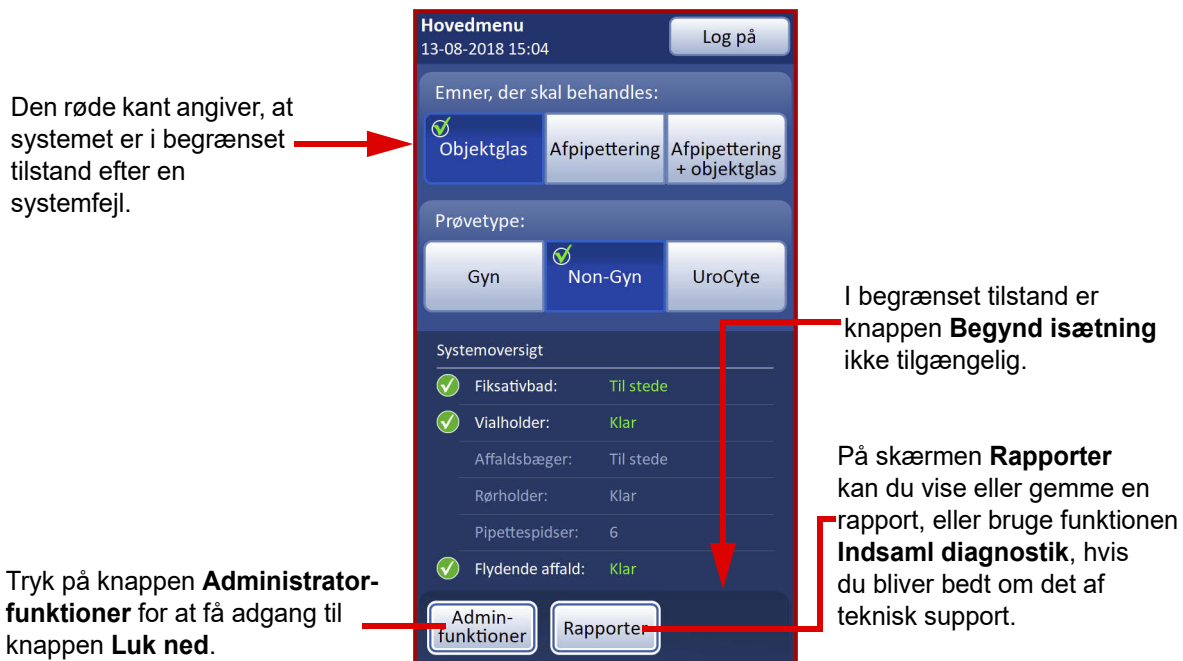 Hovedmenu
13-08-2018 15:04
Log på
Den røde kant angiver, at
systemet er i begrænset
tilstand efter en
systemfejl.
Emner, der skal behandles:
Objektglas
Afpipettering
Afpipettering
+ objektglas
Prøvetype:
Gyn
Non-Gyn
UroCyte
I begrænset tilstand er
knappen Begynd isætning
ikke tilgængelig.
Systemoversigt
Fiksativbad: Til stede
Vialholder: Klar
Affaldsbæger: Til stede
Rørholder: Klar
Pipettespidser: 6
Flydende affald: Klar
På skærmen Rapporter
kan du vise eller gemme en
rapport, eller bruge funktionen
Indsaml diagnostik, hvis
du bliver bedt om det af
teknisk support.
Tryk på knappen Administrator-
funktioner for at få adgang til
knappen Luk ned.
Admin-
funktioner
Rapporter